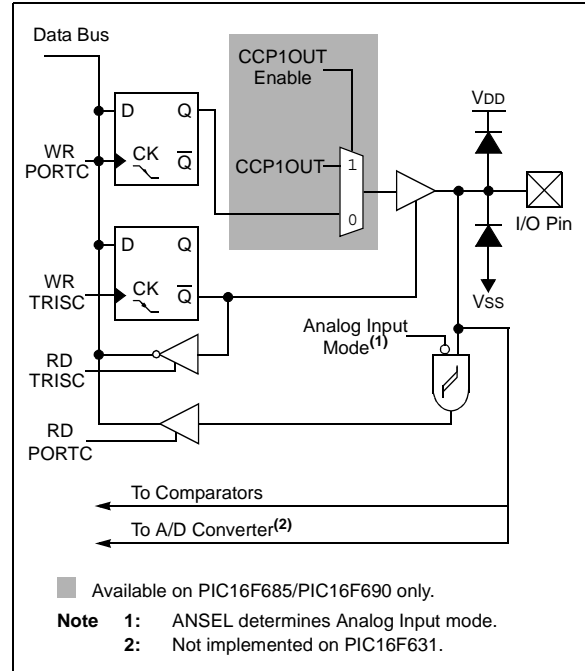 Data Bus
CCP1OUT
Enable
VDD
D Q
WR
PORTC
CK Q
CCP1OUT
1
0
I/O Pin
D Q
WR
TRISC
CK Q
VSS
Analog Input
Mode(1)
RD
TRISC
RD
PORTC
To Comparators
To A/D Converter(2)
Available on PIC16F685/PIC16F690 only.
Note 1: ANSEL determines Analog Input mode.
2: Not implemented on PIC16F631.